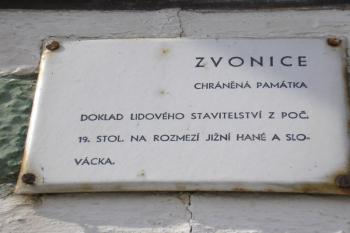 ZVONICE
CHRÁNĚNÁ PAMÁTKA
DOKLAD LIDOVÉHO STAVITELSTVÍ Z POČ.
19. STOL. NA ROZMEZÍ JIŽNÍ HANÉ A SLO-
VÁCKA.